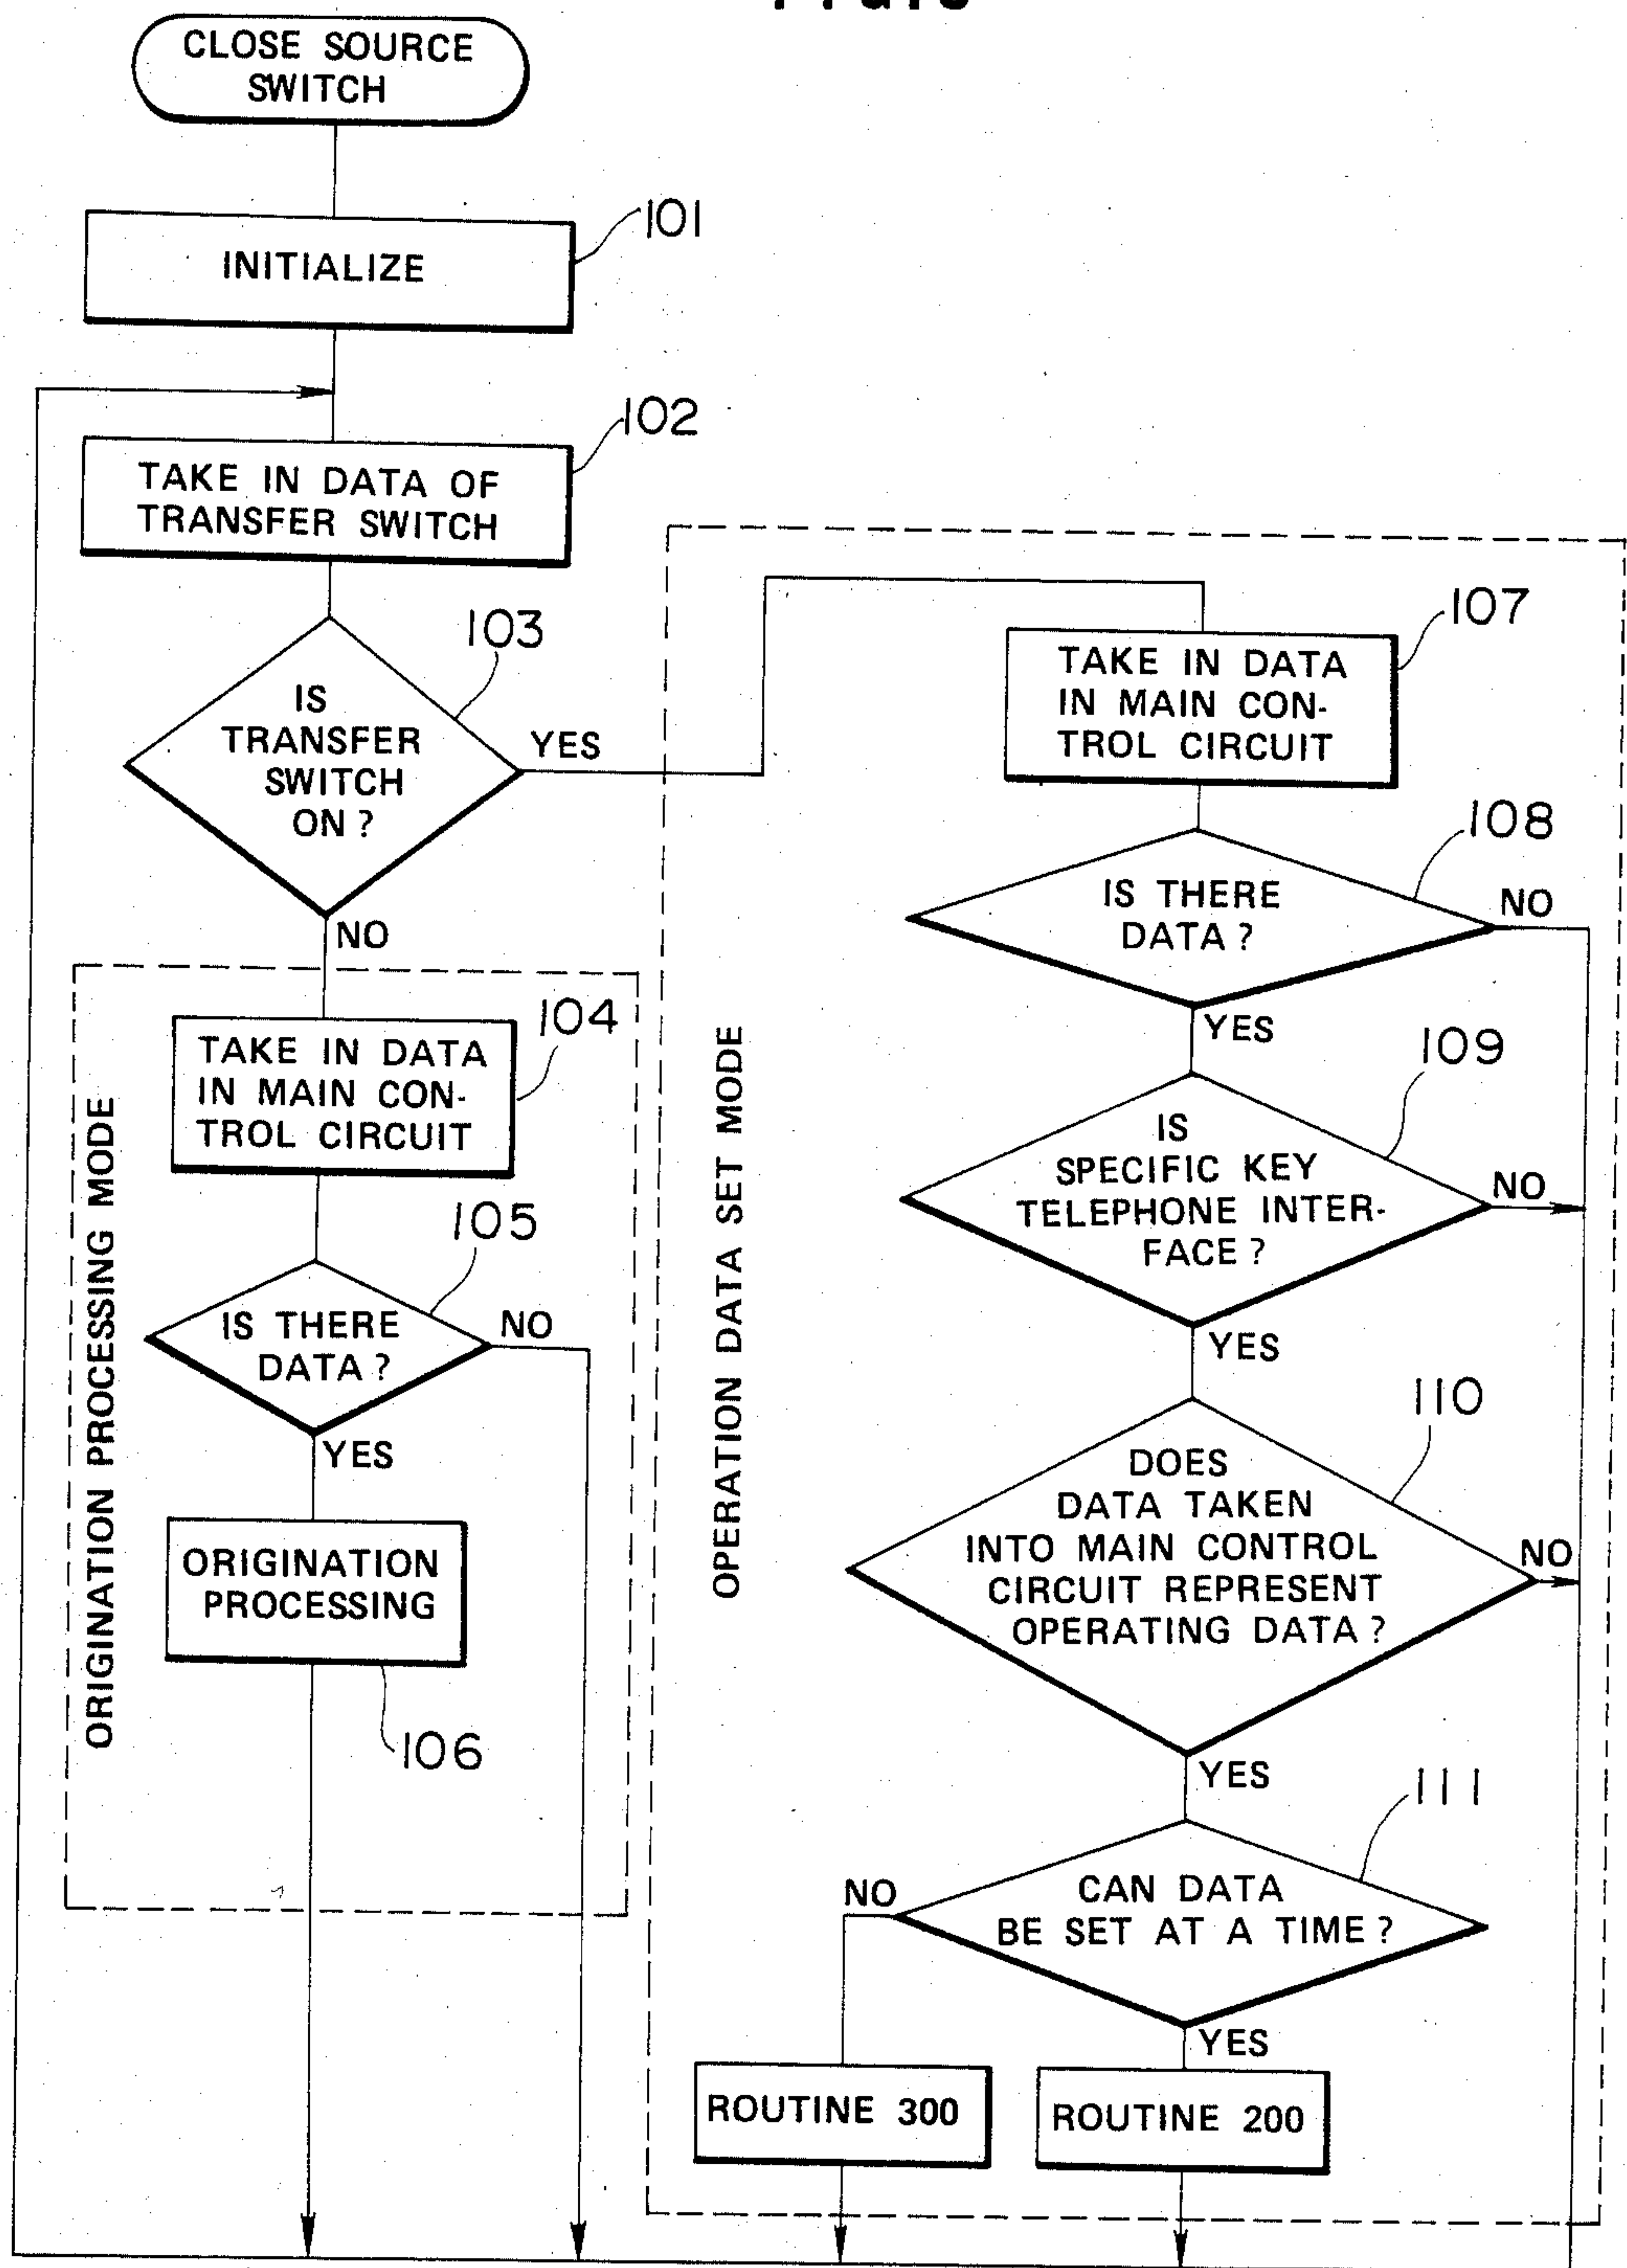 CLOSE SOURCE
SWITCH
101
INITIALIZE
102
TAKE IN DATA OF
TRANSFER SWITCH
103
IS
TRANSFER
SWITCH
ON ?
YES
NO
ORIGINATION PROCESSING MODE
104
TAKE IN DATA
IN MAIN CON-
TROL CIRCUIT
105
IS THERE
DATA ?
NO
YES
ORIGINATION
PROCESSING
106
OPERATION DATA SET MODE
107
TAKE IN DATA
IN MAIN CON-
TROL CIRCUIT
108
IS THERE
DATA ?
NO
YES
109
IS
SPECIFIC KEY
TELEPHONE INTER-
FACE ?
NO
YES
110
DOES
DATA TAKEN
INTO MAIN CONTROL
CIRCUIT REPRESENT
OPERATING DATA ?
NO
YES
111
CAN DATA
BE SET AT A TIME ?
NO
YES
ROUTINE 300
ROUTINE 200